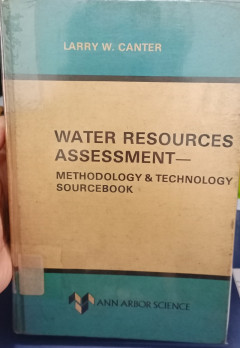 LARRY W. CANTER
WATER RESOURCES
ASSESSMENT—
METHODOLOGY & TECHNOLOGY
SOURCEBOOK
ANN ARBOR SCIENCE